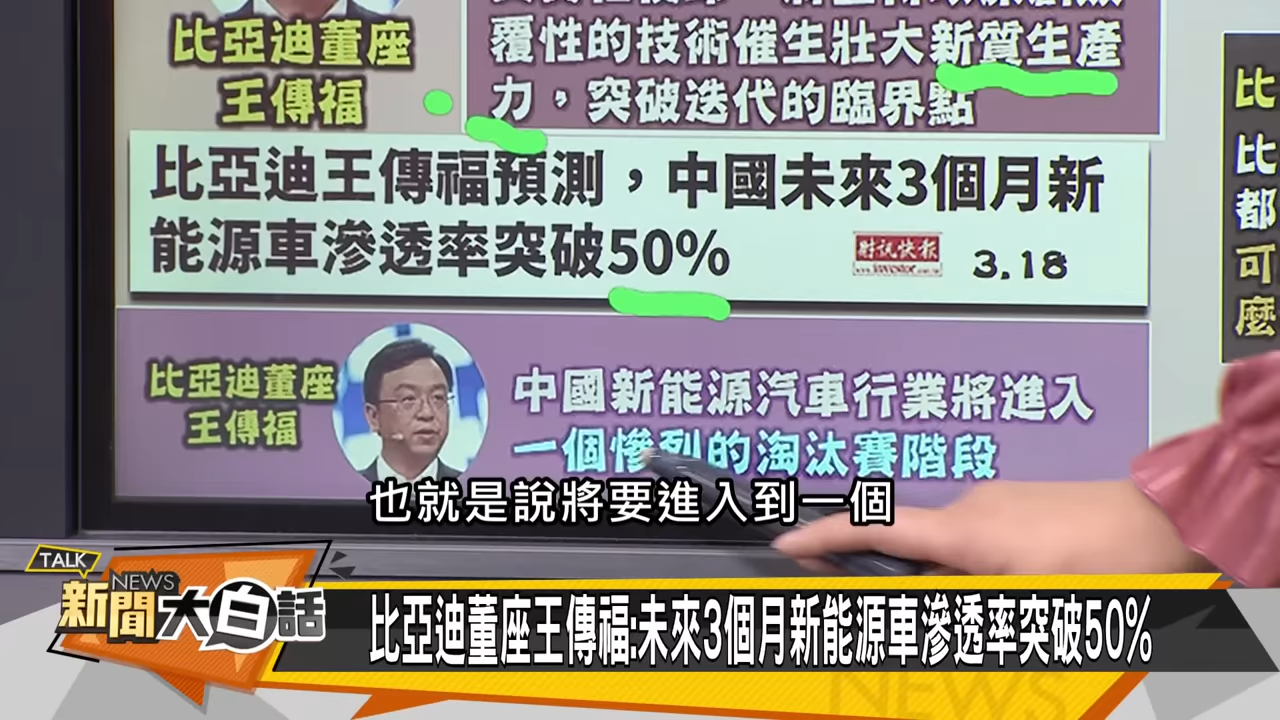 比亞迪董座
王傳福
覆性的技術催生壯大新質生產
力，突破迭代的臨界點
比亞迪王傳福預測，中國未來3個月新
能源車滲透率突破50%
財訊快報
3.18
比亞迪董座
王傳福
中國新能源汽車行業將進入
一個慘烈的淘汰賽階段
比
比
都
可
麼
也就是說將要進入到一個
TALK
NEWS
新聞大白話
比亞迪董座王傳福:未來3個月新能源車滲透率突破50%
NEWS